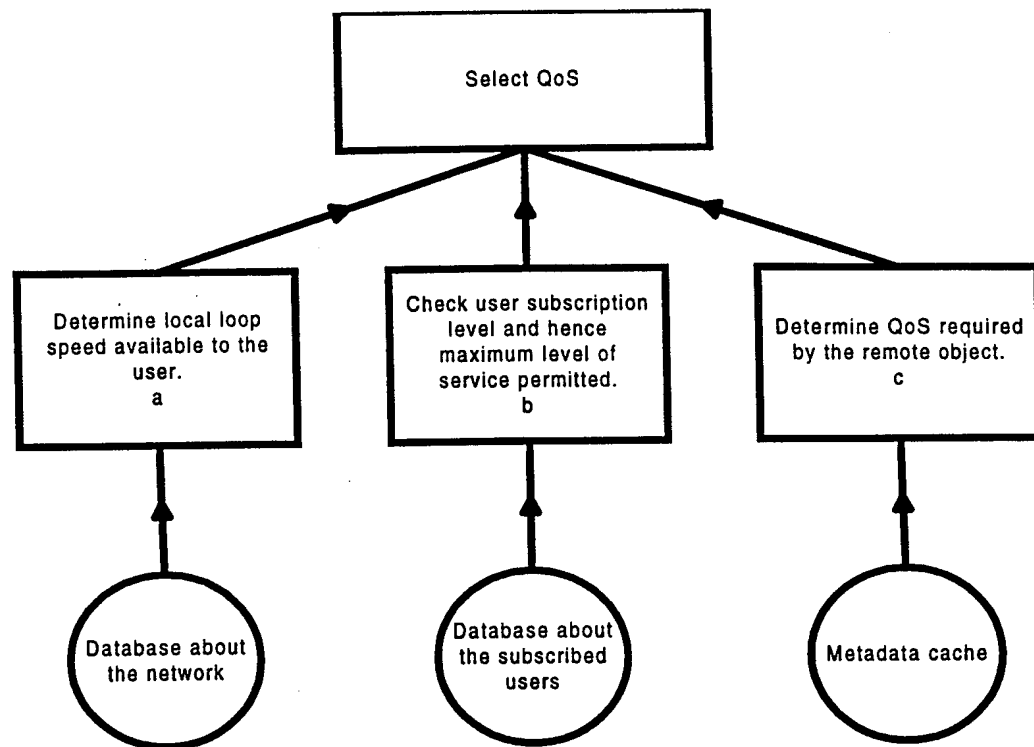 Select QoS
Determine local loop
speed available to the
user.
a
Check user subscription
level and hence
maximum level of
service permitted.
b
Determine QoS required
by the remote object.
c
Database about
the network
Database about
the subscribed
users
Metadata cache